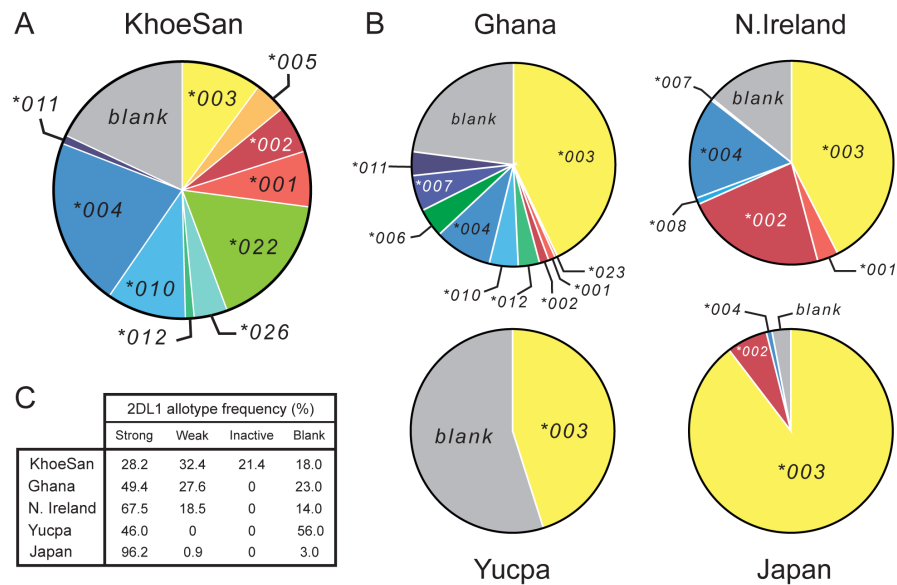 A
KhoeSan
*003
*005
*002
*001
*022
*026
*012
*010
*004
*011
blank
B
Ghana
*003
*023
*001
*002
*012
*010
*004
*006
*007
*011
blank
N.Ireland
*003
*001
*002
*008
*004
*007
blank
blank
*003
Yucpa
*004
blank
*002
*003
Japan
C
2DL1 allotype frequency (%)
Strong Weak Inactive Blank
KhoeSan 28.2 32.4 21.4 18.0
Ghana 49.4 27.6 0 23.0
N. Ireland 67.5 18.5 0 14.0
Yucpa 46.0 0 0 56.0
Japan 96.2 0.9 0 3.0